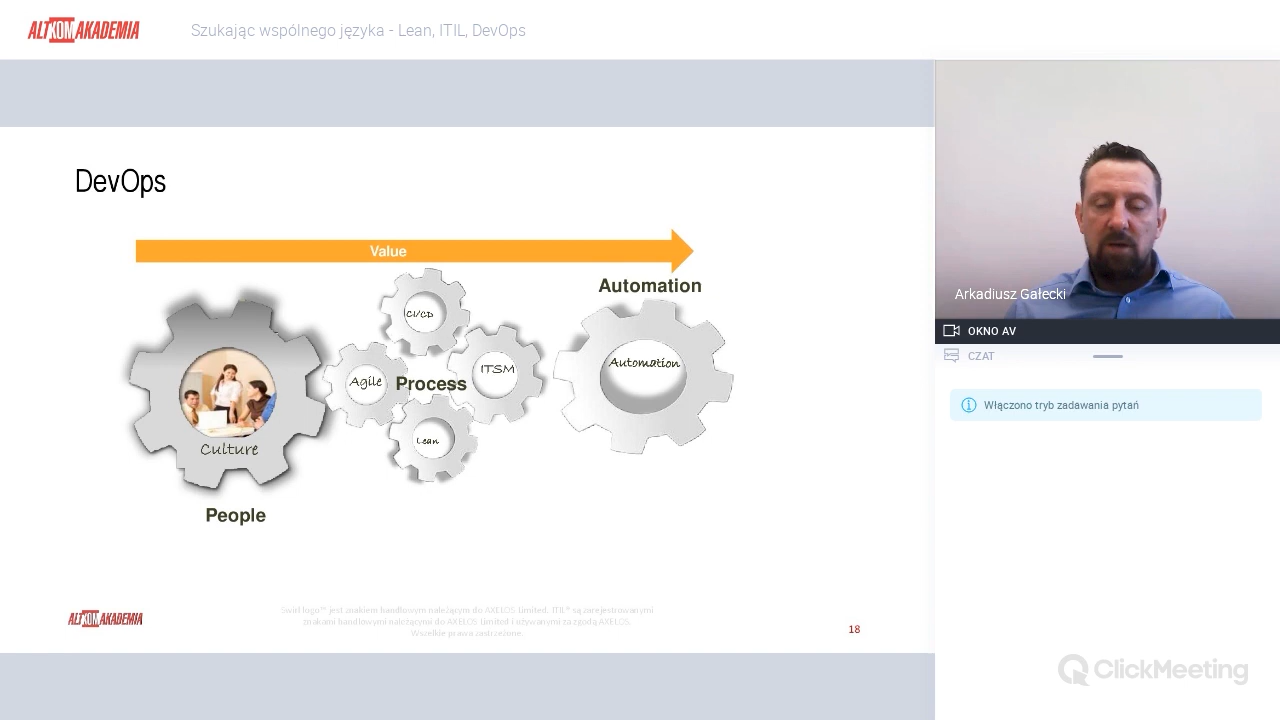 ALTKOM AKADEMIA
Szukając wspólnego języka - Lean, ITIL, DevOps
DevOps
Value
Automation
CI/CD
Agile
Process
ITSM
Lean
Automation
Culture
People
ALTKOM AKADEMIA
Swirl logo™ jest znakiem handlowym należącym do AXELOS Limited. ITIL® są zarejestrowanymi
znakami handlowymi należącymi do AXELOS Limited i używanymi za zgodą AXELOS.
Wszelkie prawa zastrzeżone.
18
Arkadiusz Gałecki
OKNO AV
CZAT
Włączono tryb zadawania pytań
ClickMeeting